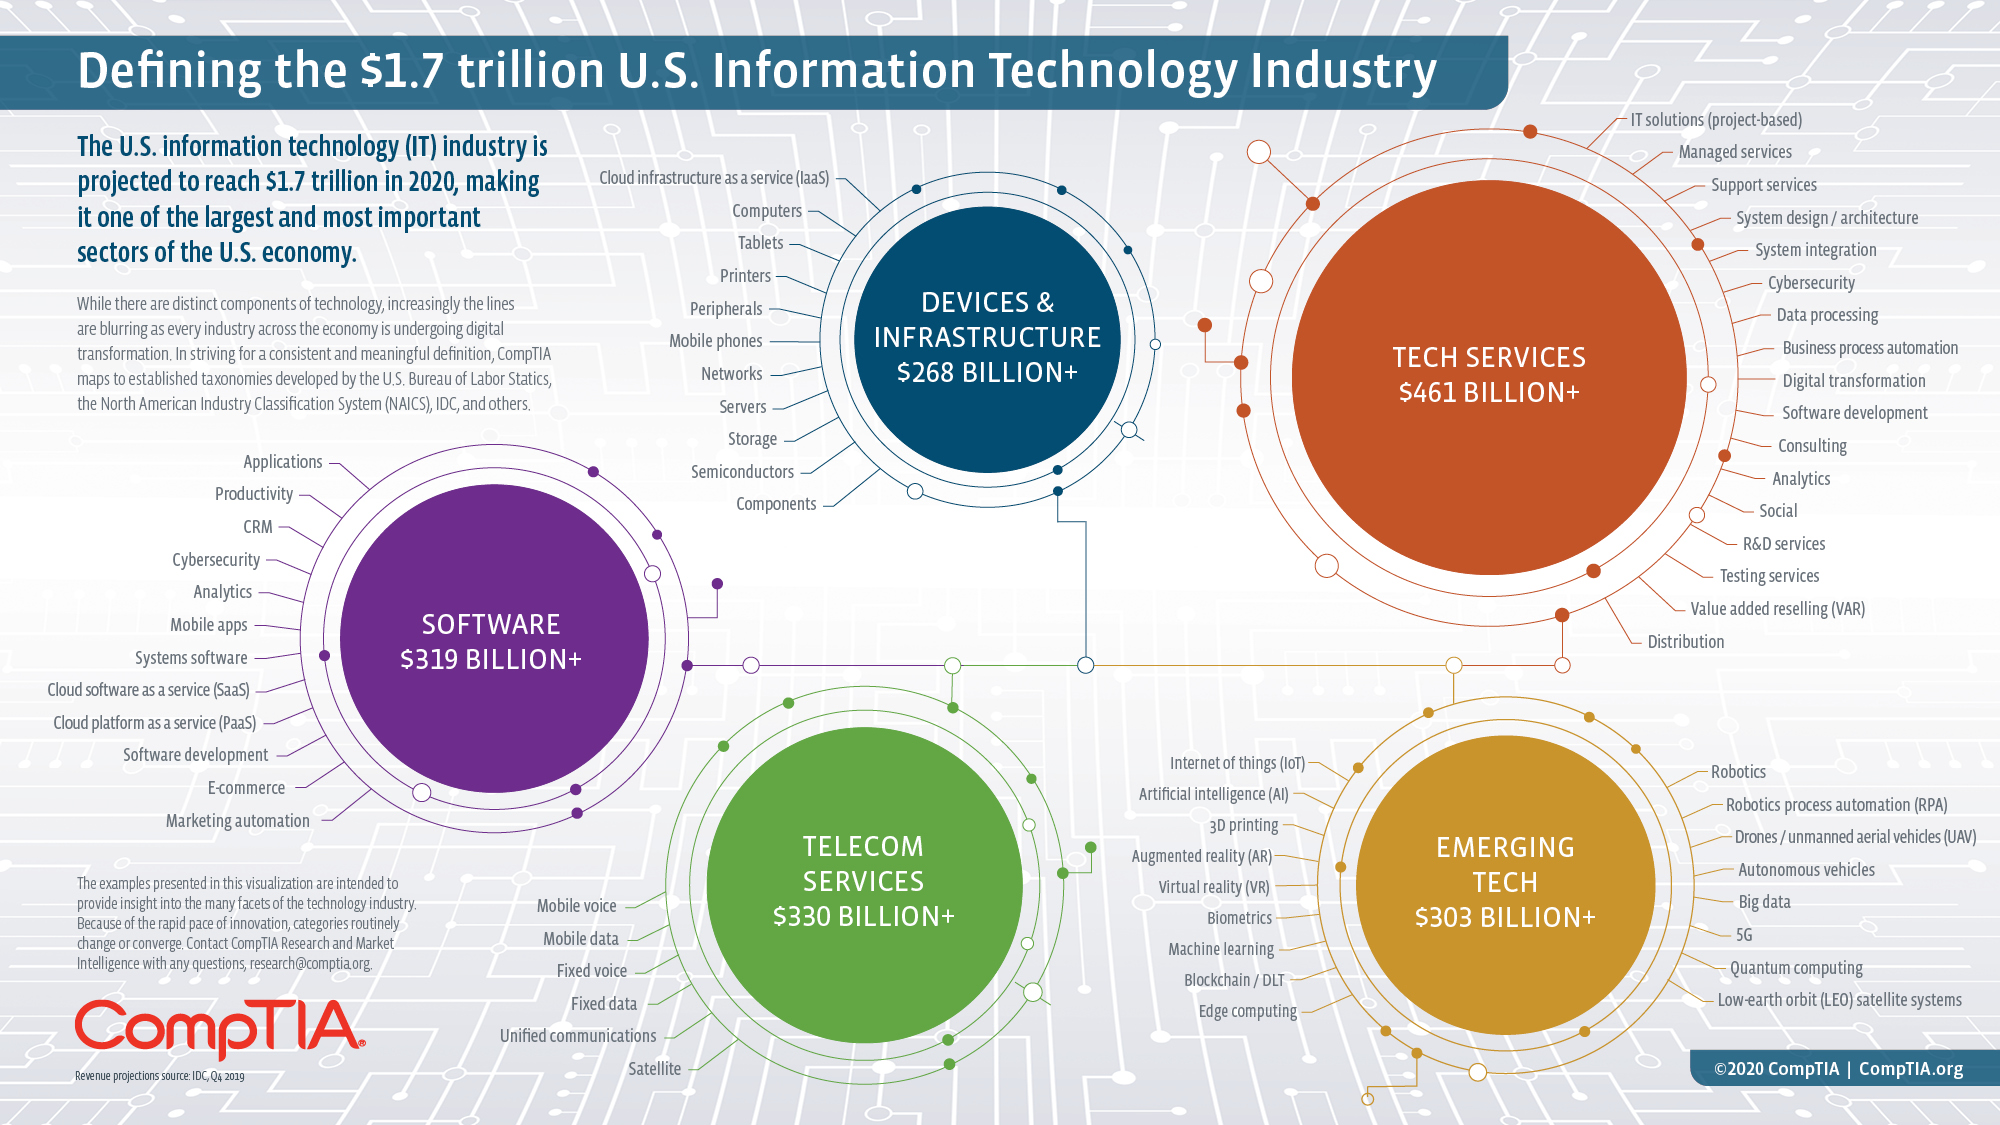 Defining the $1.7 trillion U.S. Information Technology Industry
The U.S. information technology (IT) industry is
projected to reach $1.7 trillion in 2020, making
it one of the largest and most important
sectors of the U.S. economy.
While there are distinct components of technology, increasingly the lines
are blurring as every industry across the economy is undergoing digital
transformation. In striving for a consistent and meaningful definition, CompTIA
maps to established taxonomies developed by the U.S. Bureau of Labor Statics,
the North American Industry Classification System (NAICS), IDC, and others.
Cloud infrastructure as a service (IaaS)
Computers
Tablets
Printers
Peripherals
Mobile phones
Networks
Servers
Storage
Semiconductors
Components
DEVICES &
INFRASTRUCTURE
$268 BILLION+
TECH SERVICES
$461 BILLION+
IT solutions (project-based)
Managed services
Support services
System design / architecture
System integration
Cybersecurity
Data processing
Business process automation
Digital transformation
Software development
Consulting
Analytics
Social
R&D services
Testing services
Value added reselling (VAR)
Distribution
Applications
Productivity
CRM
Cybersecurity
Analytics
Mobile apps
Systems software
Cloud software as a service (SaaS)
Cloud platform as a service (PaaS)
Software development
E-commerce
Marketing automation
SOFTWARE
$319 BILLION+
Mobile voice
Mobile data
Fixed voice
Fixed data
Unified communications
Satellite
TELECOM
SERVICES
$330 BILLION+
Internet of things (IoT)
Artificial intelligence (AI)
3D printing
Augmented reality (AR)
Virtual reality (VR)
Biometrics
Machine learning
Blockchain / DLT
Edge computing
EMERGING
TECH
$303 BILLION+
Robotics
Robotics process automation (RPA)
Drones / unmanned aerial vehicles (UAV)
Autonomous vehicles
Big data
5G
Quantum computing
Low-earth orbit (LEO) satellite systems
The examples presented in this visualization are intended to
provide insight into the many facets of the technology industry.
Because of the rapid pace of innovation, categories routinely
change or converge. Contact CompTIA Research and Market
Intelligence with any questions, research@comptia.org.
CompTIA®
Revenue projections source: IDC, Q4 2019
©2020 CompTIA | CompTIA.org